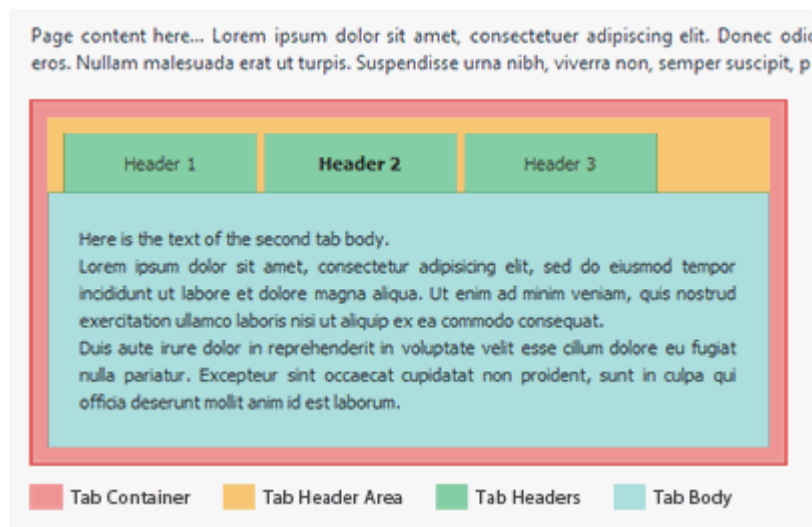 Page content here... Lorem ipsum dolor sit amet, consectetuer adipiscing elit. Donec odio
eros. Nullam malesuada erat ut turpis. Suspendisse urna nibh, viverra non, semper suscipit, p
Header 1 Header 2 Header 3
Here is the text of the second tab body.
Lorem ipsum dolor sit amet, consectetur adipisicing elit, sed do eiusmod tempor
incididunt ut labore et dolore magna aliqua. Ut enim ad minim veniam, quis nostrud
exercitation ullamco laboris nisi ut aliquip ex ea commodo consequat.
Duis aute irure dolor in reprehenderit in voluptate velit esse cillum dolore eu fugiat
nulla pariatur. Excepteur sint occaecat cupidatat non proident, sunt in culpa qui
officia deserunt mollit anim id est laborum.
Tab Container Tab Header Area Tab Headers Tab Body